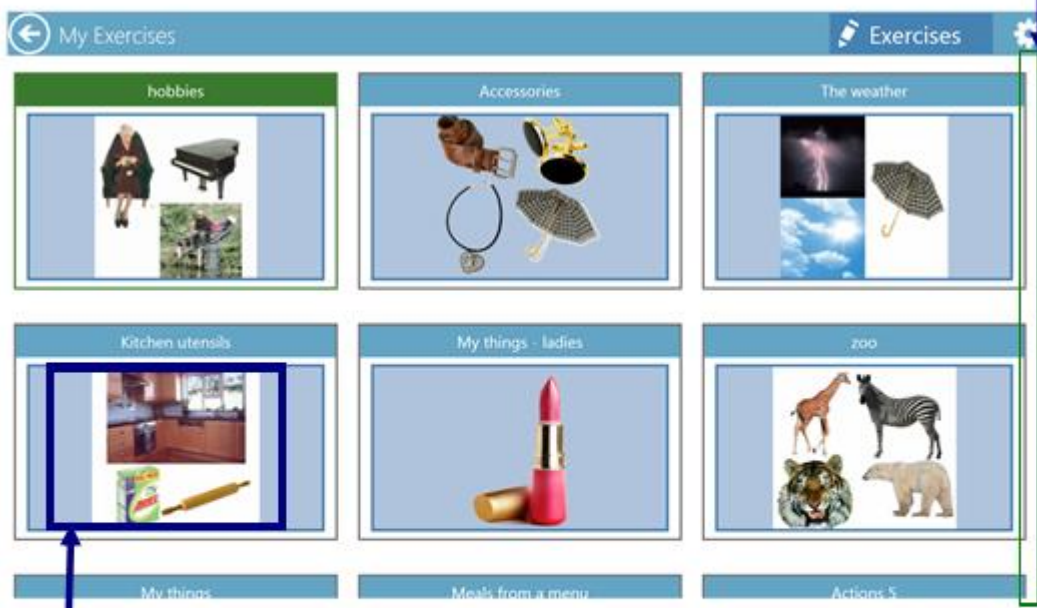 My Exercises
Exercises
hobbies
Accessories
The weather
Kitchen utensils
My things - ladies
zoo
My things
Meals from a menu
Actions 5